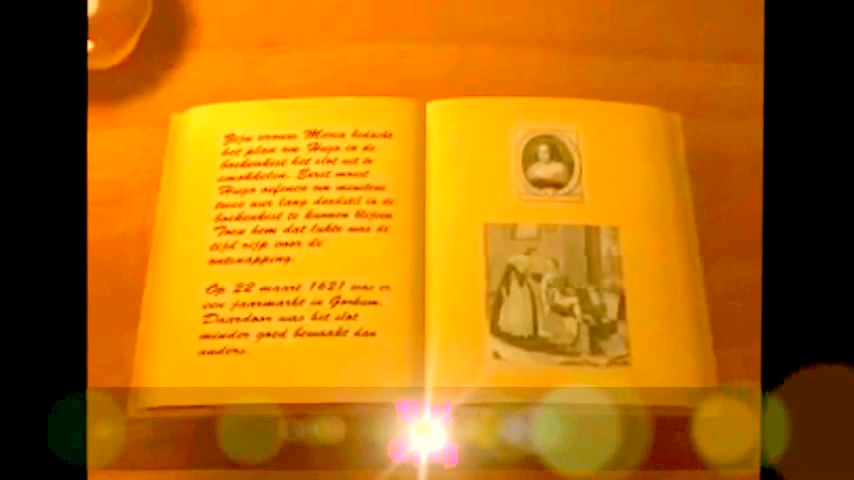 Zijn vrouw Maria bedacht
het plan om Hugo in de
boekenkist het slot uit te
smokkelen. Eerst moest
Hugo oefenen om minstens
twee uur lang doodstil in de
boekenkist te kunnen blijven
Toen hem dat lukte was de
tijd rijp voor de
ontsnapping.
Op 22 maart 1621 was er
een jaarmarkt in Gorkum.
Daardoor was het slot
minder goed bewaakt dan
anders.